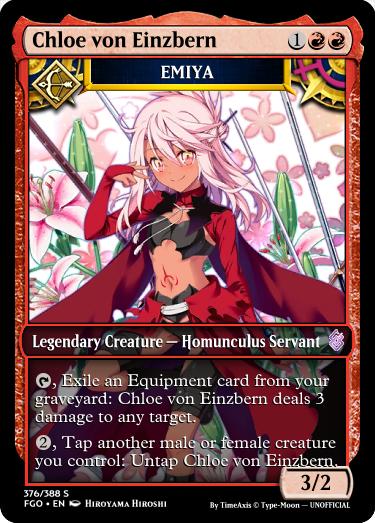 Chloe von Einzbern 1
EMIYA
Legendary Creature — Homunculus Servant
, Exile an Equipment card from your
graveyard: Chloe von Einzbern deals 3
damage to any target.
2, Tap another male or female creature
you control: Untap Chloe von Einzbern.
3/2
376/388 S
FGO • EN HIROYAMA HIROSHI
By TimeAxis © Type-Moon — UNOFFICIAL